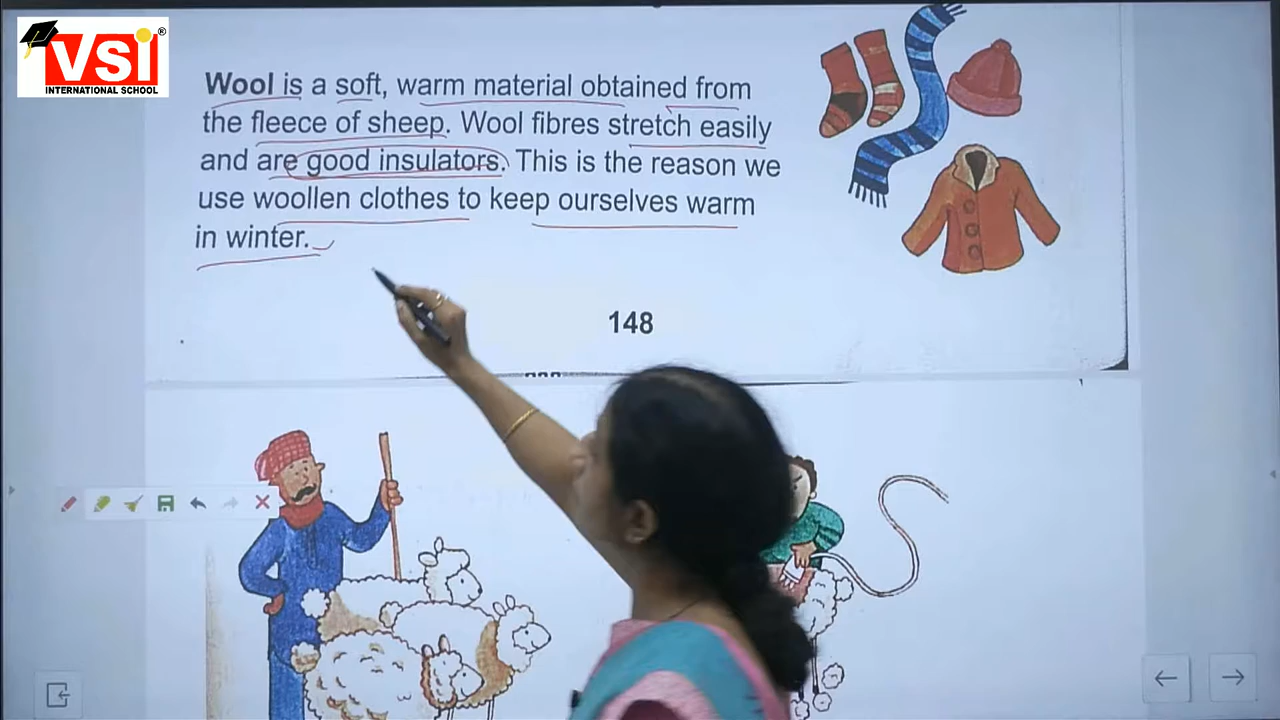 VSI
®
INTERNATIONAL SCHOOL
Wool is a soft, warm material obtained from
the fleece of sheep. Wool fibres stretch easily
and are good insulators. This is the reason we
use woollen clothes to keep ourselves warm
in winter.
148